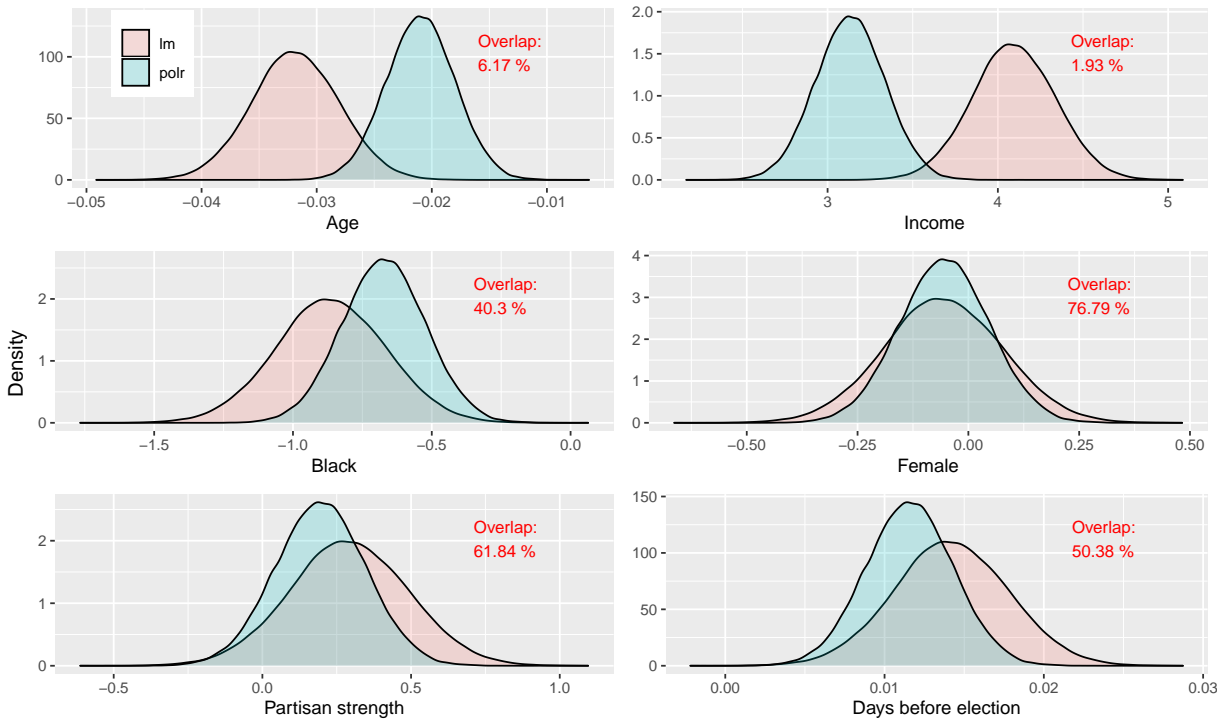 lm
polr
Overlap:
6.17 %
100
50
0
−0.05 −0.04 −0.03 −0.02 −0.01
Age
Overlap:
1.93 %
2.0
1.5
1.0
0.5
0.0
3 4 5
Income
Density
Overlap:
40.3 %
2
1
0
−1.5 −1.0 −0.5 0.0
Black
Overlap:
76.79 %
4
3
2
1
0
−0.50 −0.25 0.00 0.25 0.50
Female
Overlap:
61.84 %
2
1
0
−0.5 0.0 0.5 1.0
Partisan strength
Overlap:
50.38 %
150
100
50
0
0.00 0.01 0.02 0.03
Days before election